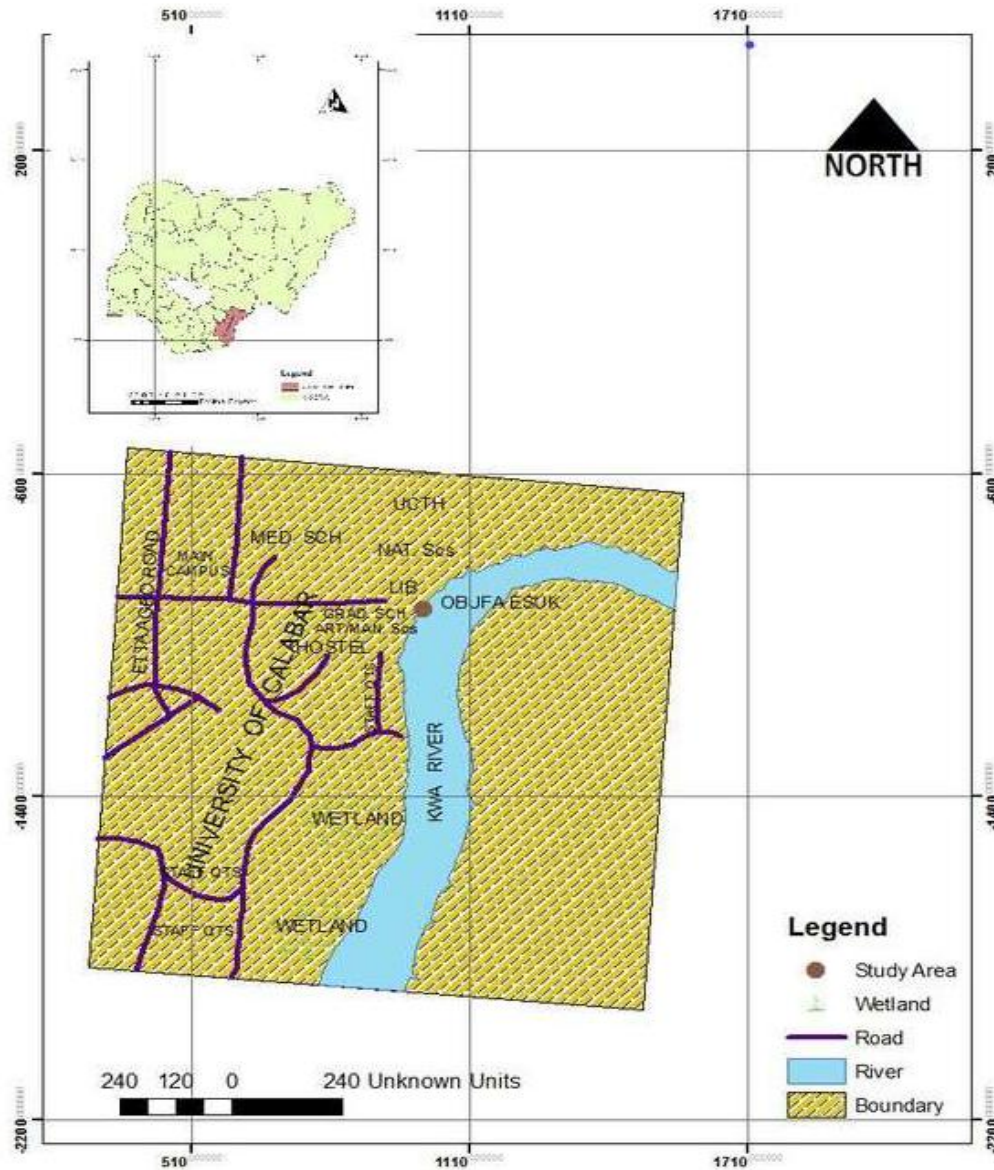 510
1110
1710
200
200
NORTH
Legend
-600
-600
UCTH
MED. SCH
NAT. Scs
MAIN
CAMPUS
LIB
OBUFA ESUK
GRAD. SCH
ART/MAN. Scs
HOSTEL
ETTA AGBO ROAD
STAFF QTS
UNIVERSITY OF CALABAR
KWA RIVER
-1400
-1400
WETLAND
STAFF QTS
WETLAND
STAFF QTS
Legend
Study Area
Wetland
Road
River
Boundary
240 120 0 240 Unknown Units
-2200
-2200
510
1110
1710